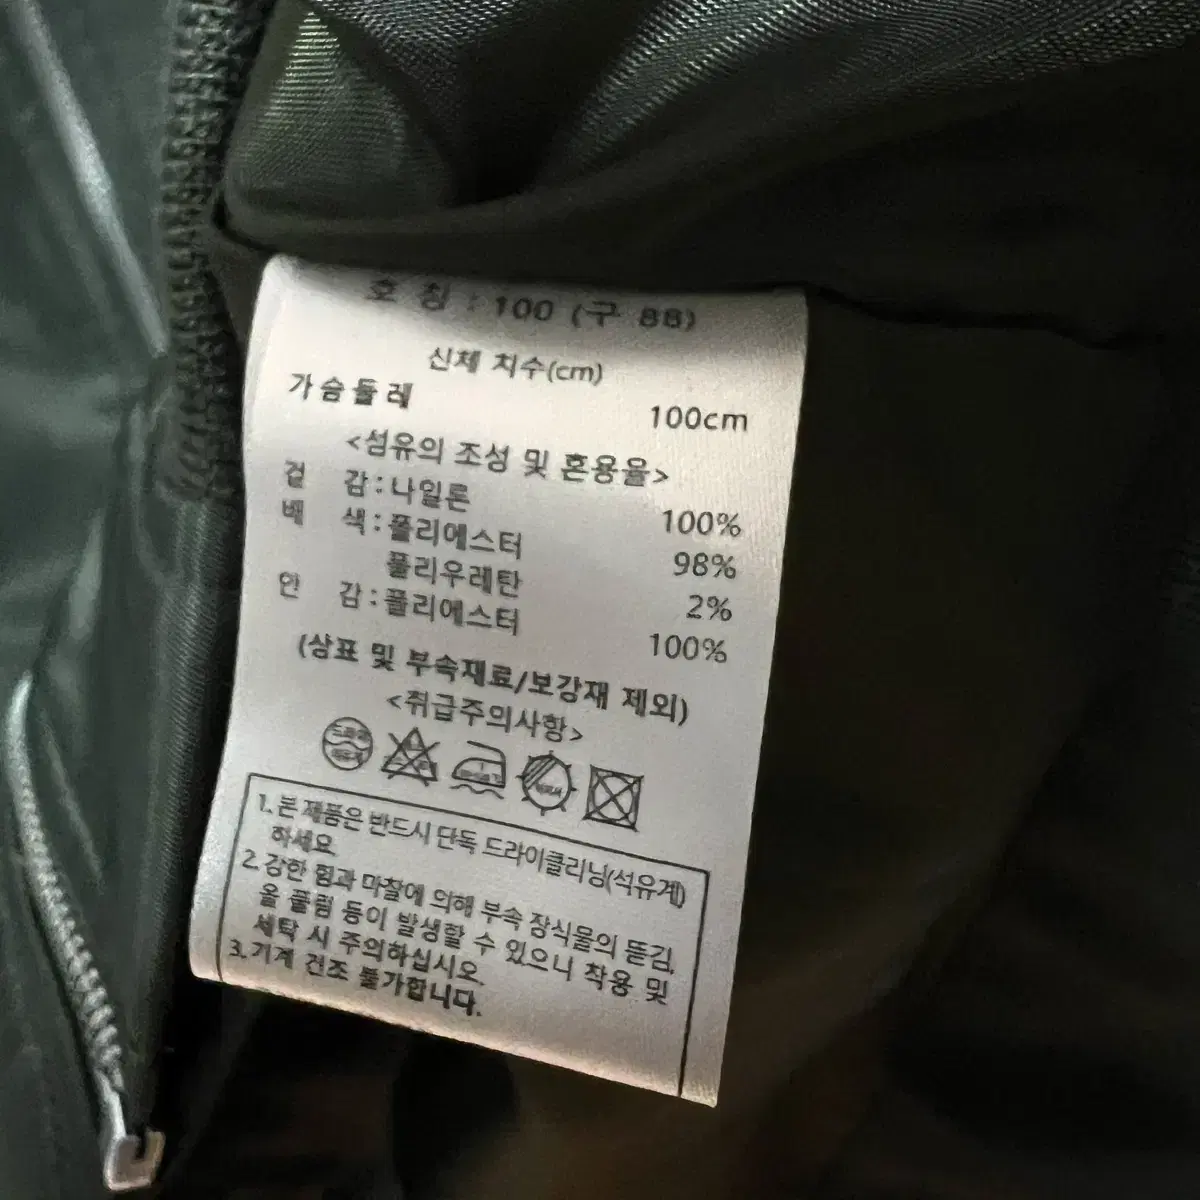 호 칭 : 100 (구 88)
신체 치수(cm)
가슴둘레 100cm
<섬유의 조성 및 혼용율>
겉 감 : 나일론 100%
배 색 : 폴리에스터 98%
폴리우레탄 2%
안 감 : 폴리에스터 100%
(상표 및 부속재료/보강재 제외)
<취급주의사항>
드라이
1. 본 제품은 반드시 단독 드라이클리닝(석유계)
하세요
2. 강한 힘과 마찰에 의해 부속 장식물의 뜯김,
올 풀림 등이 발생할 수 있으니 착용 및
세탁 시 주의하십시오.
3. 기계 건조 불가합니다.